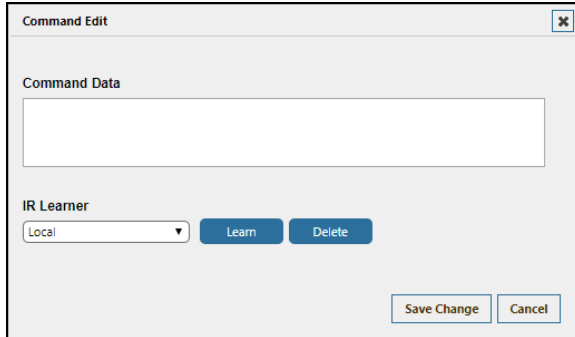 Command Edit
Command Data
IR Learner
Local Learn Delete
Save Change Cancel